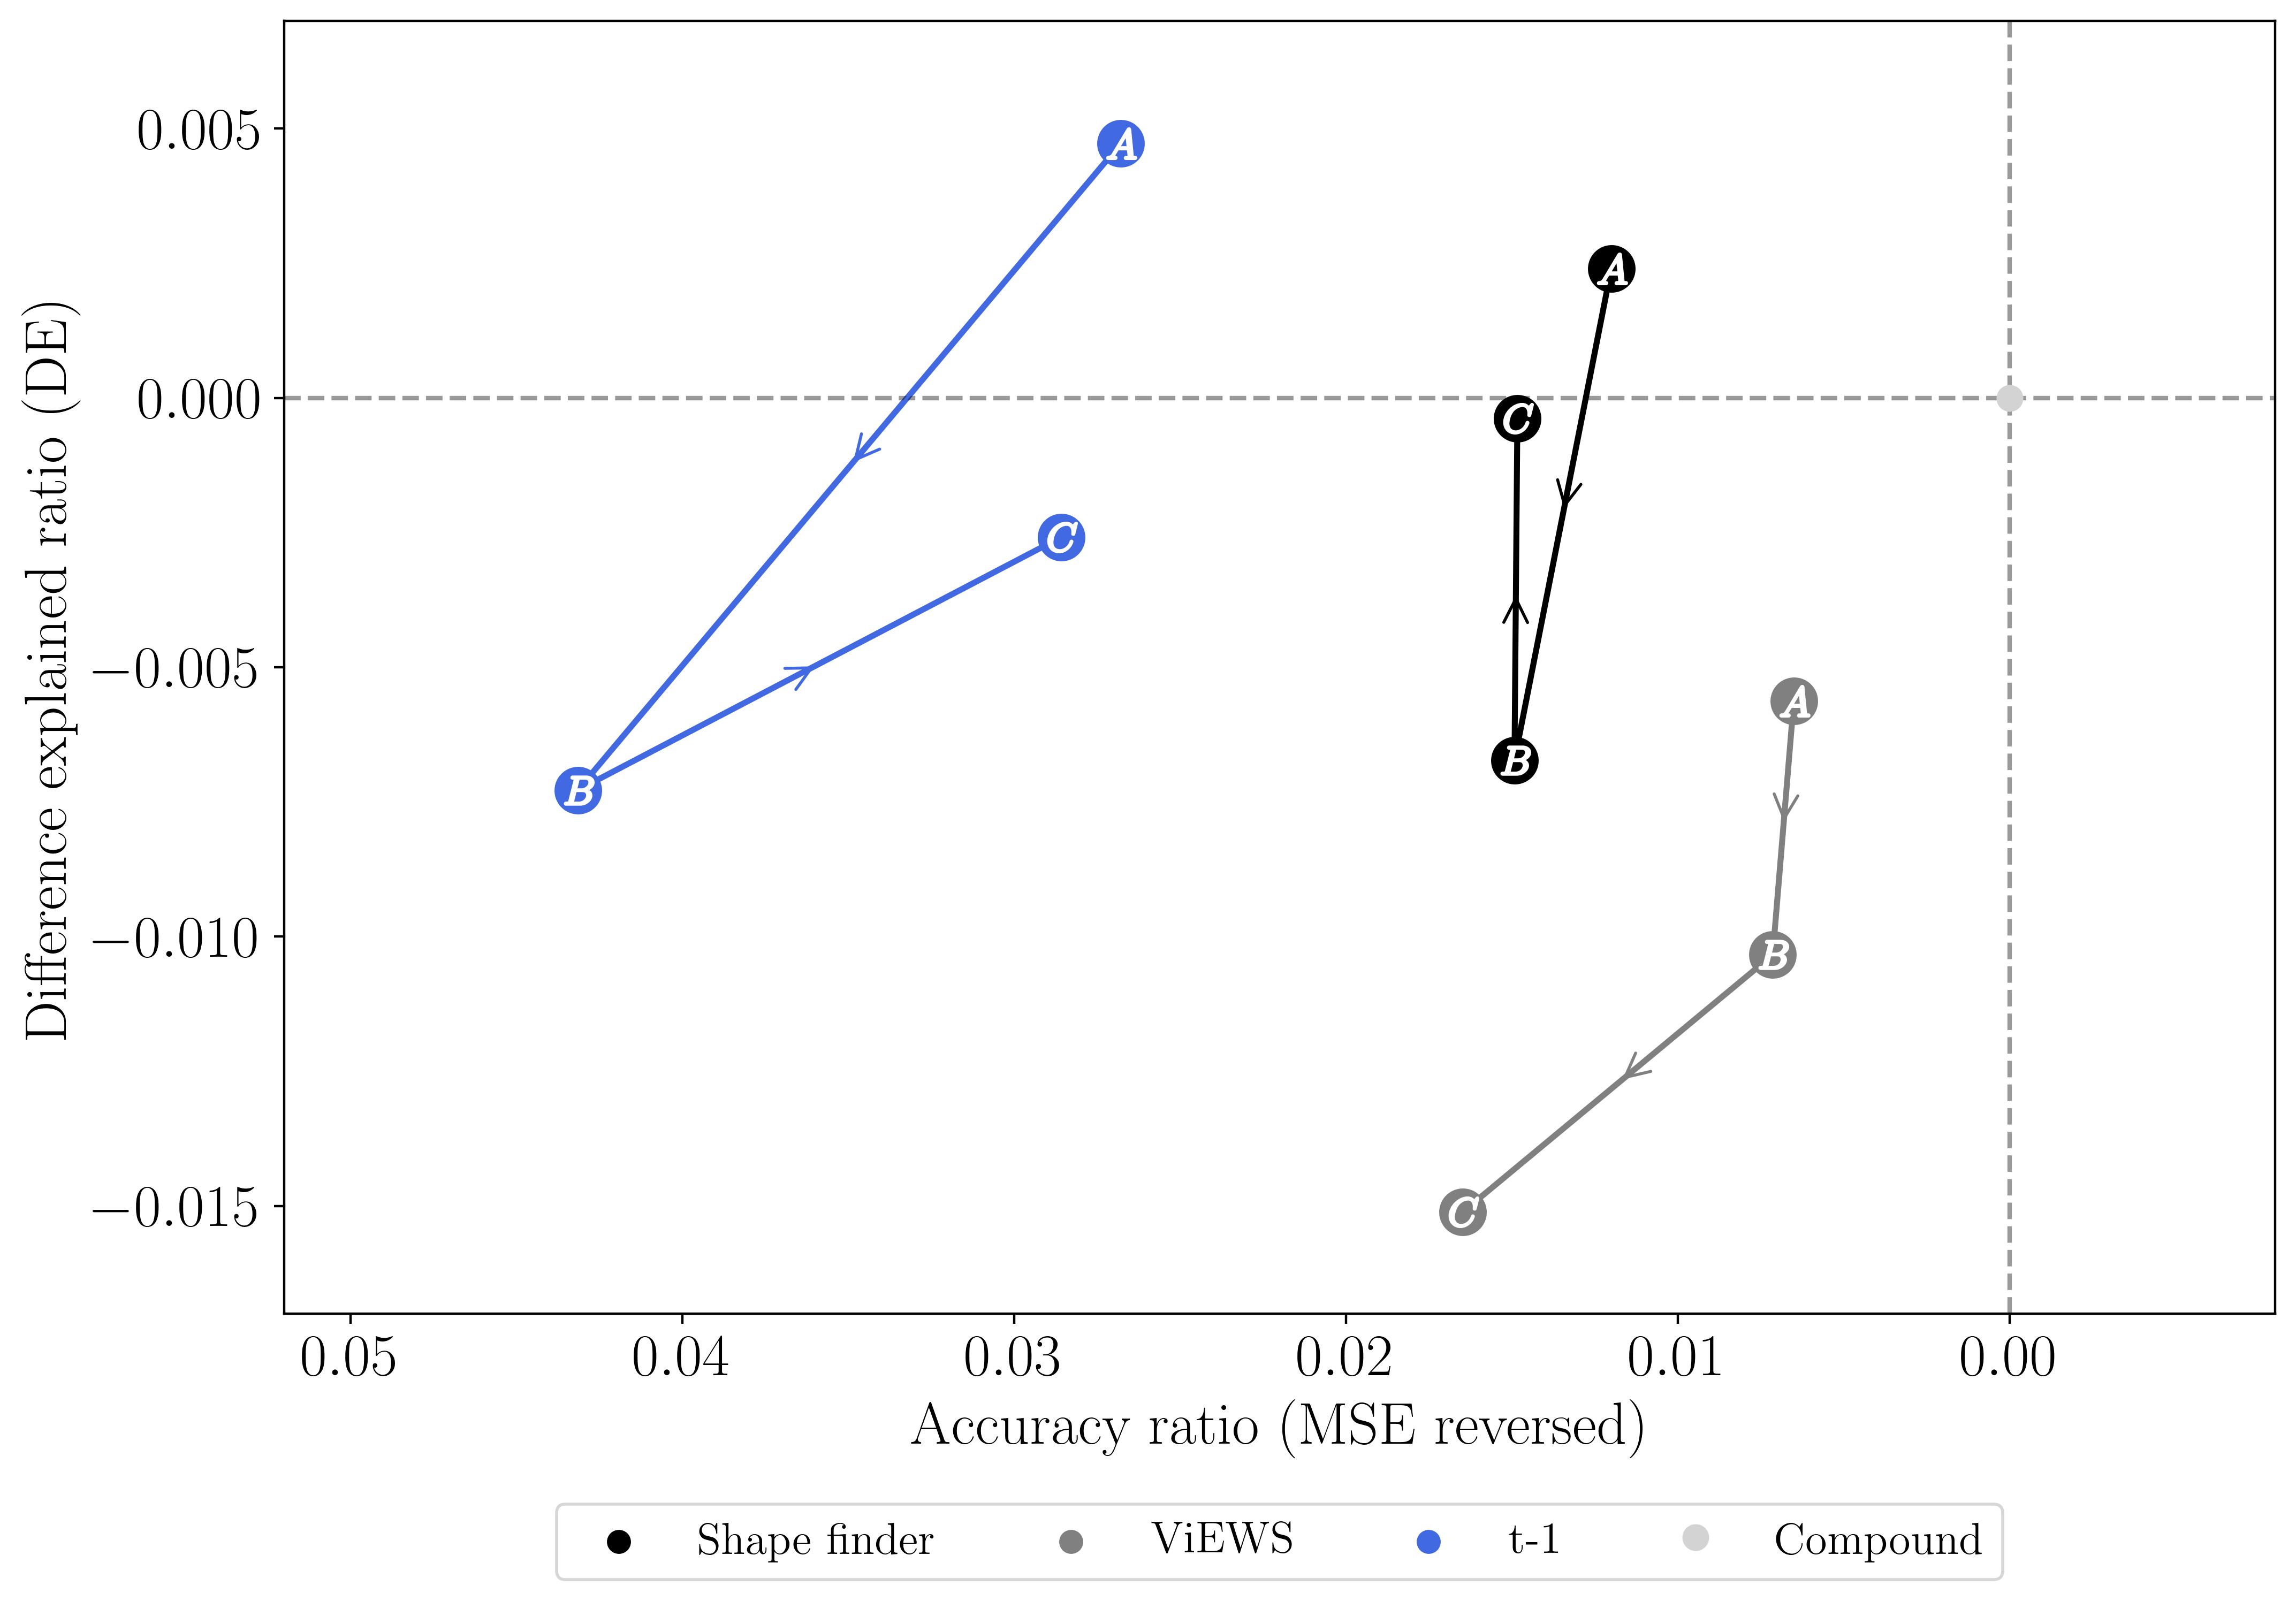 Difference explained ratio (DE)
0.005
0.000
−0.005
−0.010
−0.015
A
A
C
C
A
B
B
B
C
0.05 0.04 0.03 0.02 0.01 0.00
Accuracy ratio (MSE reversed)
Shape finder ViEWS t-1 Compound